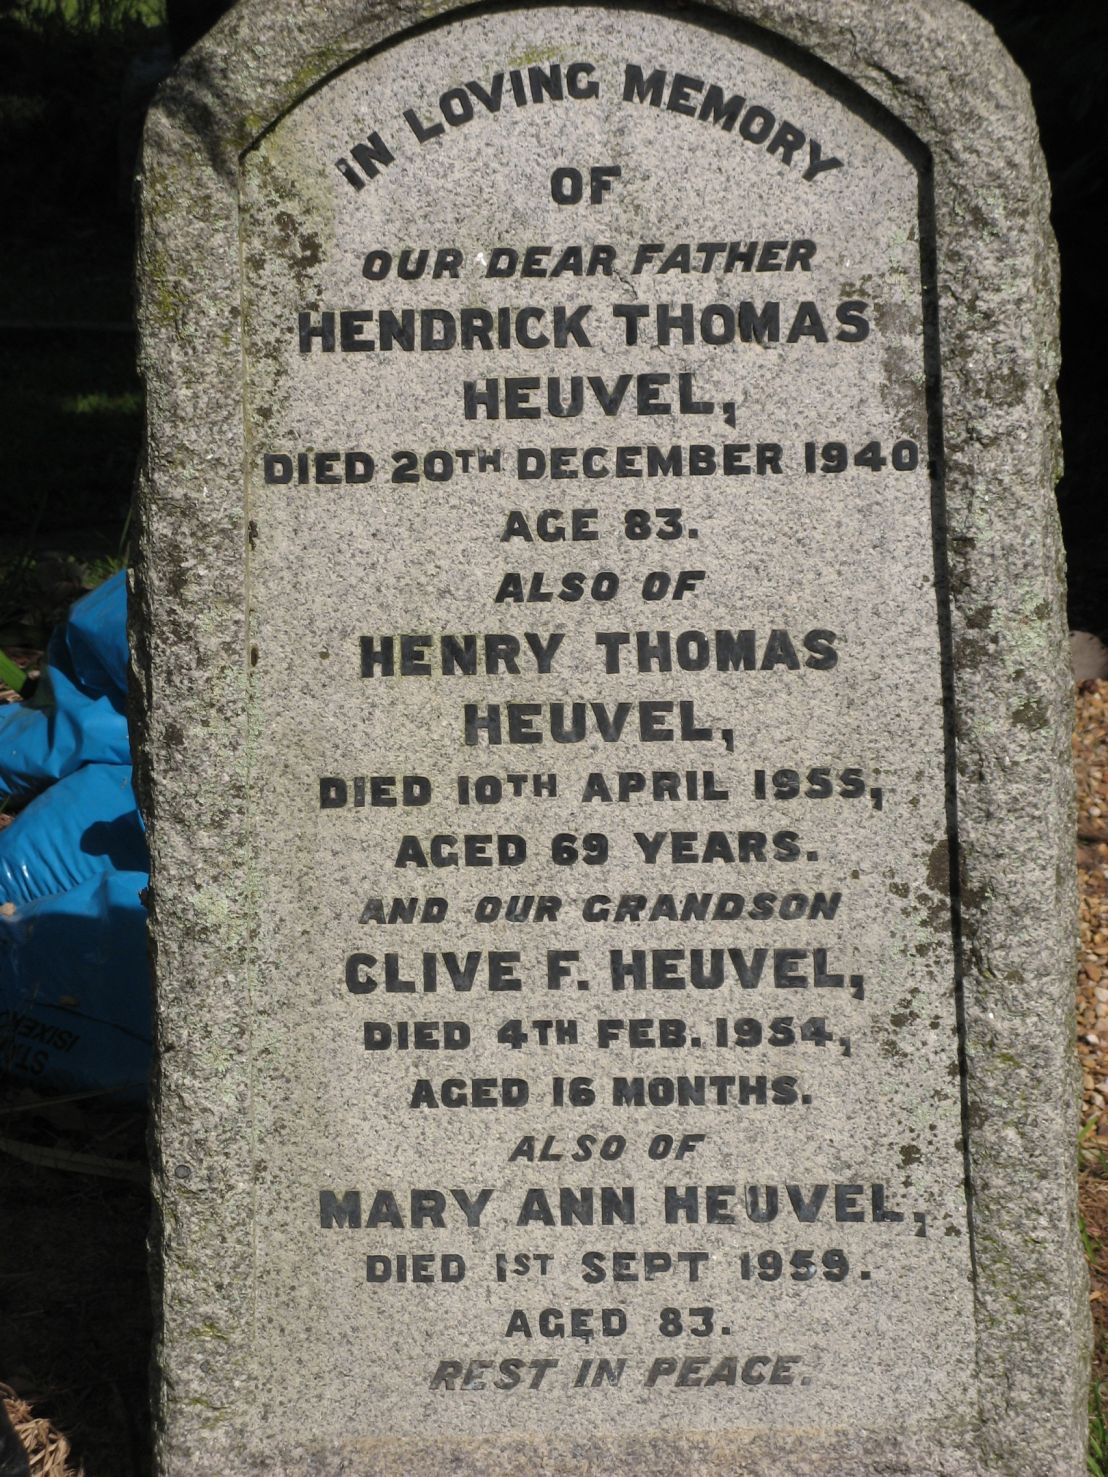 IN LOVING MEMORY
OF
OUR DEAR FATHER
HENDRICK THOMAS
HEUVEL,
DIED 20TH DECEMBER 1940.
AGE 83.
ALSO OF
HENRY THOMAS
HEUVEL,
DIED 10TH APRIL 1955,
AGED 69 YEARS.
AND OUR GRANDSON
CLIVE F. HEUVEL,
DIED 4TH FEB. 1954,
AGED 16 MONTHS.
ALSO OF
MARY ANN HEUVEL,
DIED 1ST SEPT 1959.
AGED 83.
REST IN PEACE.